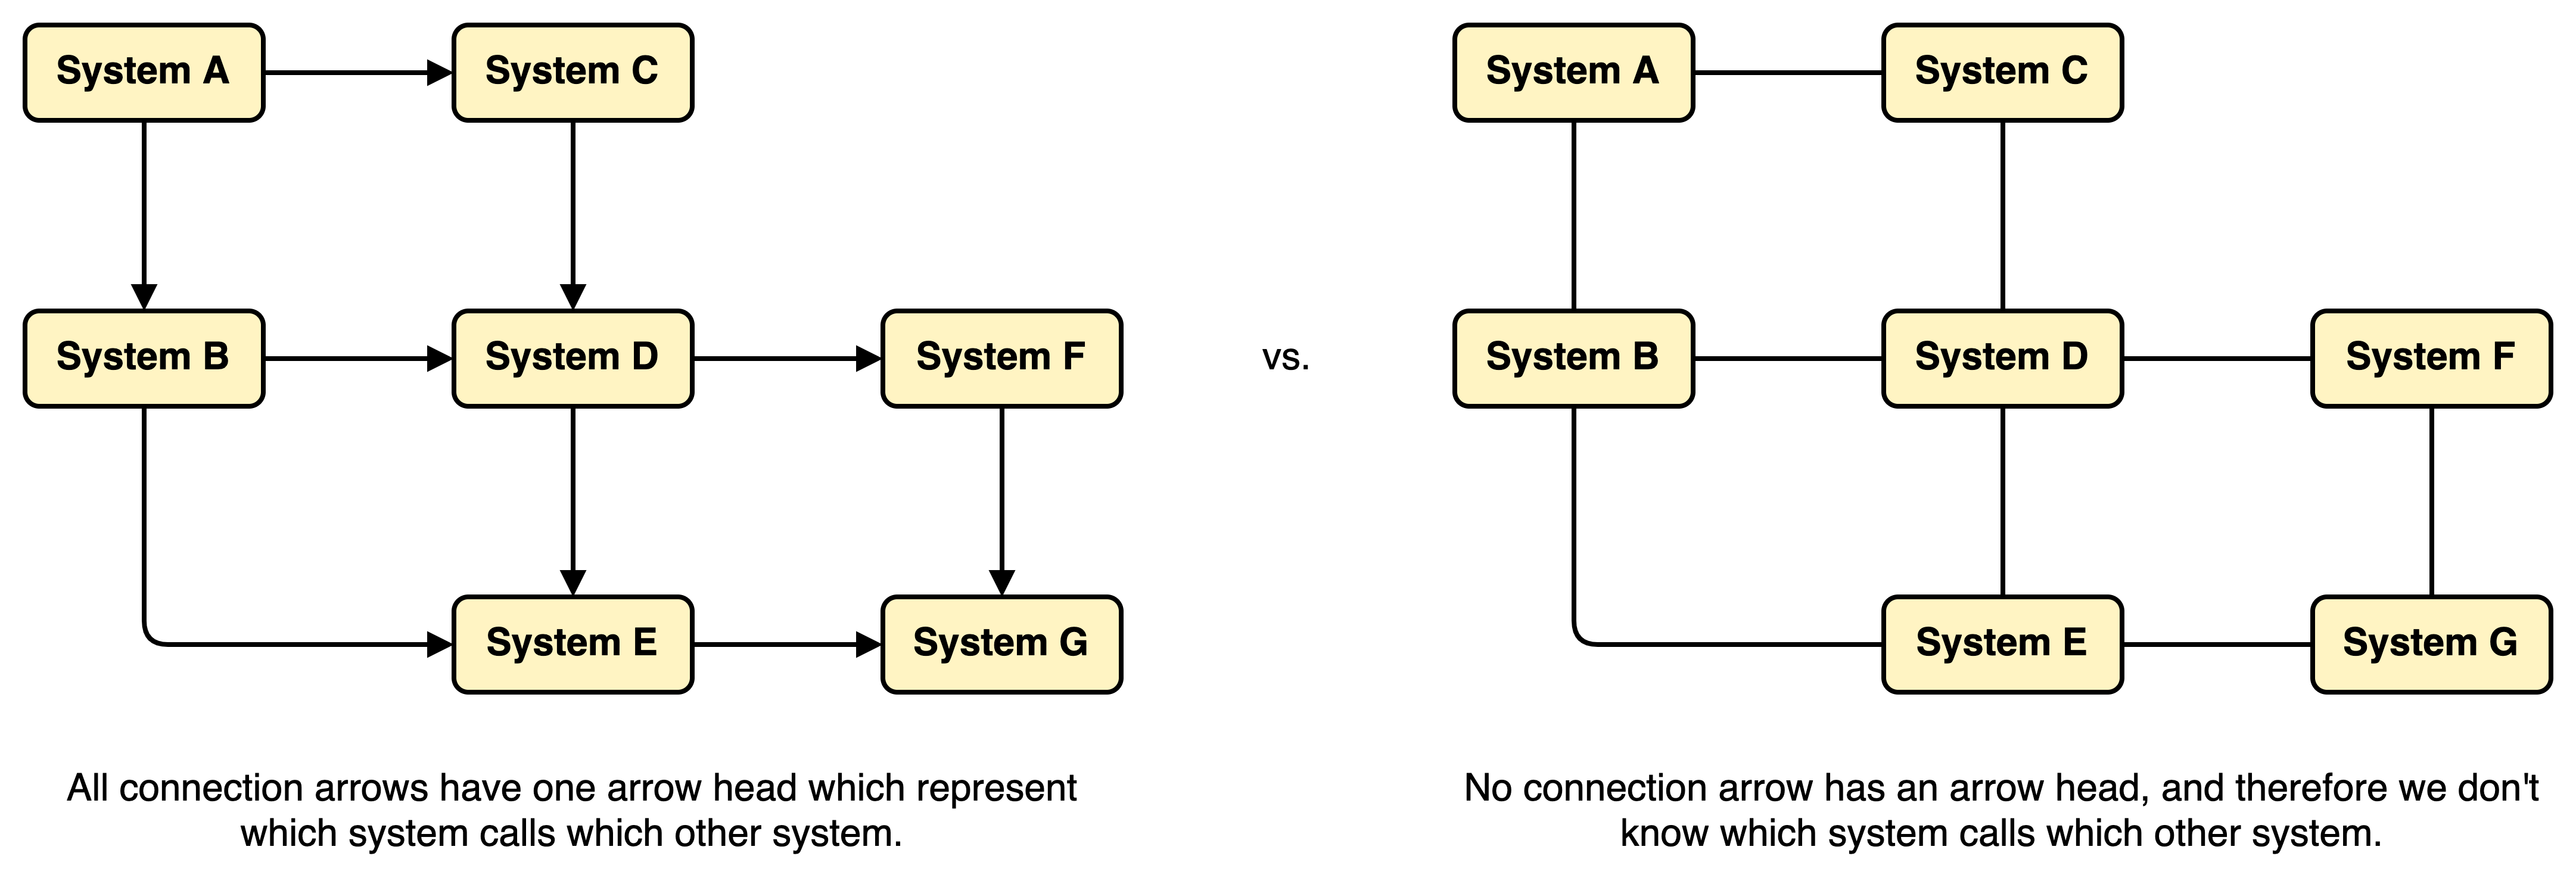 System A
System C
System B
System D
System F
System E
System G
All connection arrows have one arrow head which represent
which system calls which other system.
vs.
System A
System C
System B
System D
System F
System E
System G
No connection arrow has an arrow head, and therefore we don't
know which system calls which other system.